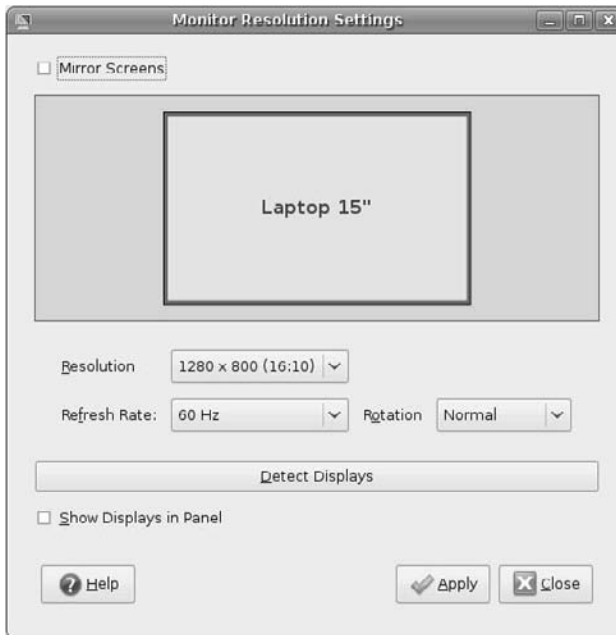 Monitor Resolution Settings
Mirror Screens
Laptop 15"
Resolution 1280 x 800 (16:10)
Refresh Rate: 60 Hz Rotation Normal
Detect Displays
Show Displays in Panel
Help Apply Close